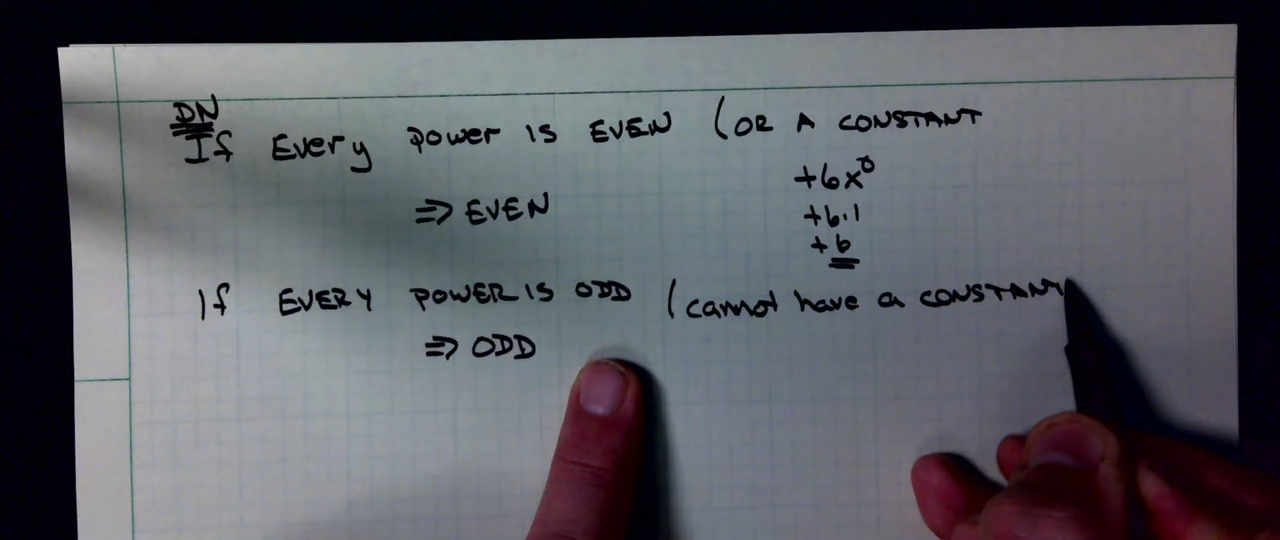 DN
If Every power is EVEN (OR A CONSTANT
+6x⁰
⇒ EVEN
+6·1
+6
If EVERY POWER IS ODD (cannot have a CONSTANT
⇒ ODD